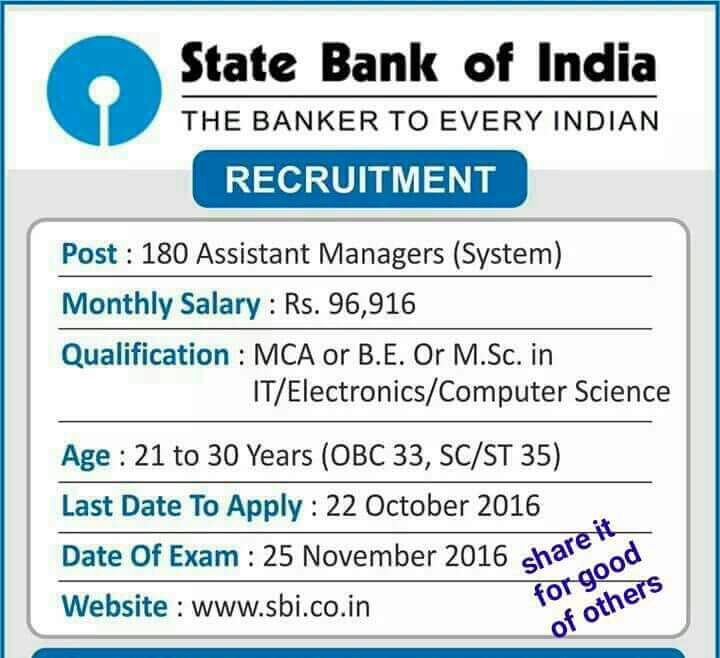 State Bank of India
THE BANKER TO EVERY INDIAN
RECRUITMENT
Post : 180 Assistant Managers (System)
Monthly Salary : Rs. 96,916
Qualification : MCA or B.E. Or M.Sc. in
IT/Electronics/Computer Science
Age : 21 to 30 Years (OBC 33, SC/ST 35)
Last Date To Apply : 22 October 2016
Date Of Exam : 25 November 2016
Website : www.sbi.co.in
share it
for good
of others